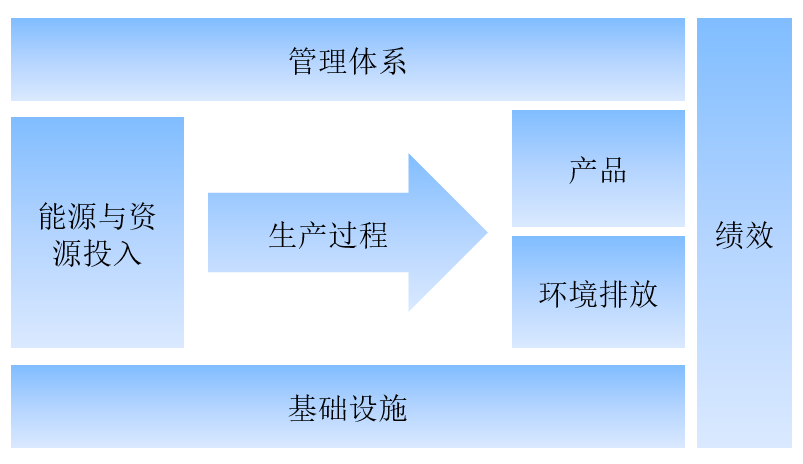 管理体系
能源与资
源投入
生产过程
产品
环境排放
绩效
基础设施